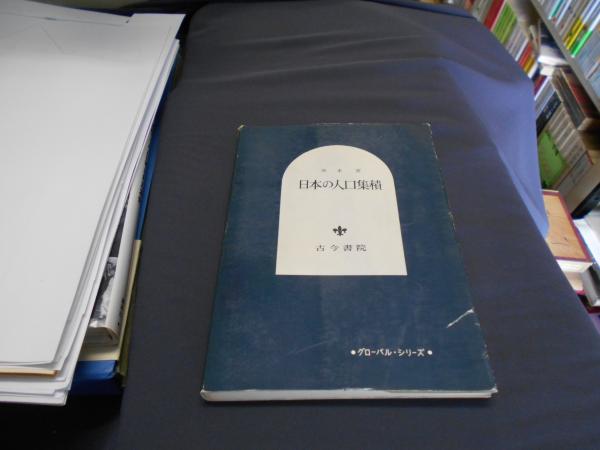 日本の人口集積
古今書院
・グローバル・シリーズ・